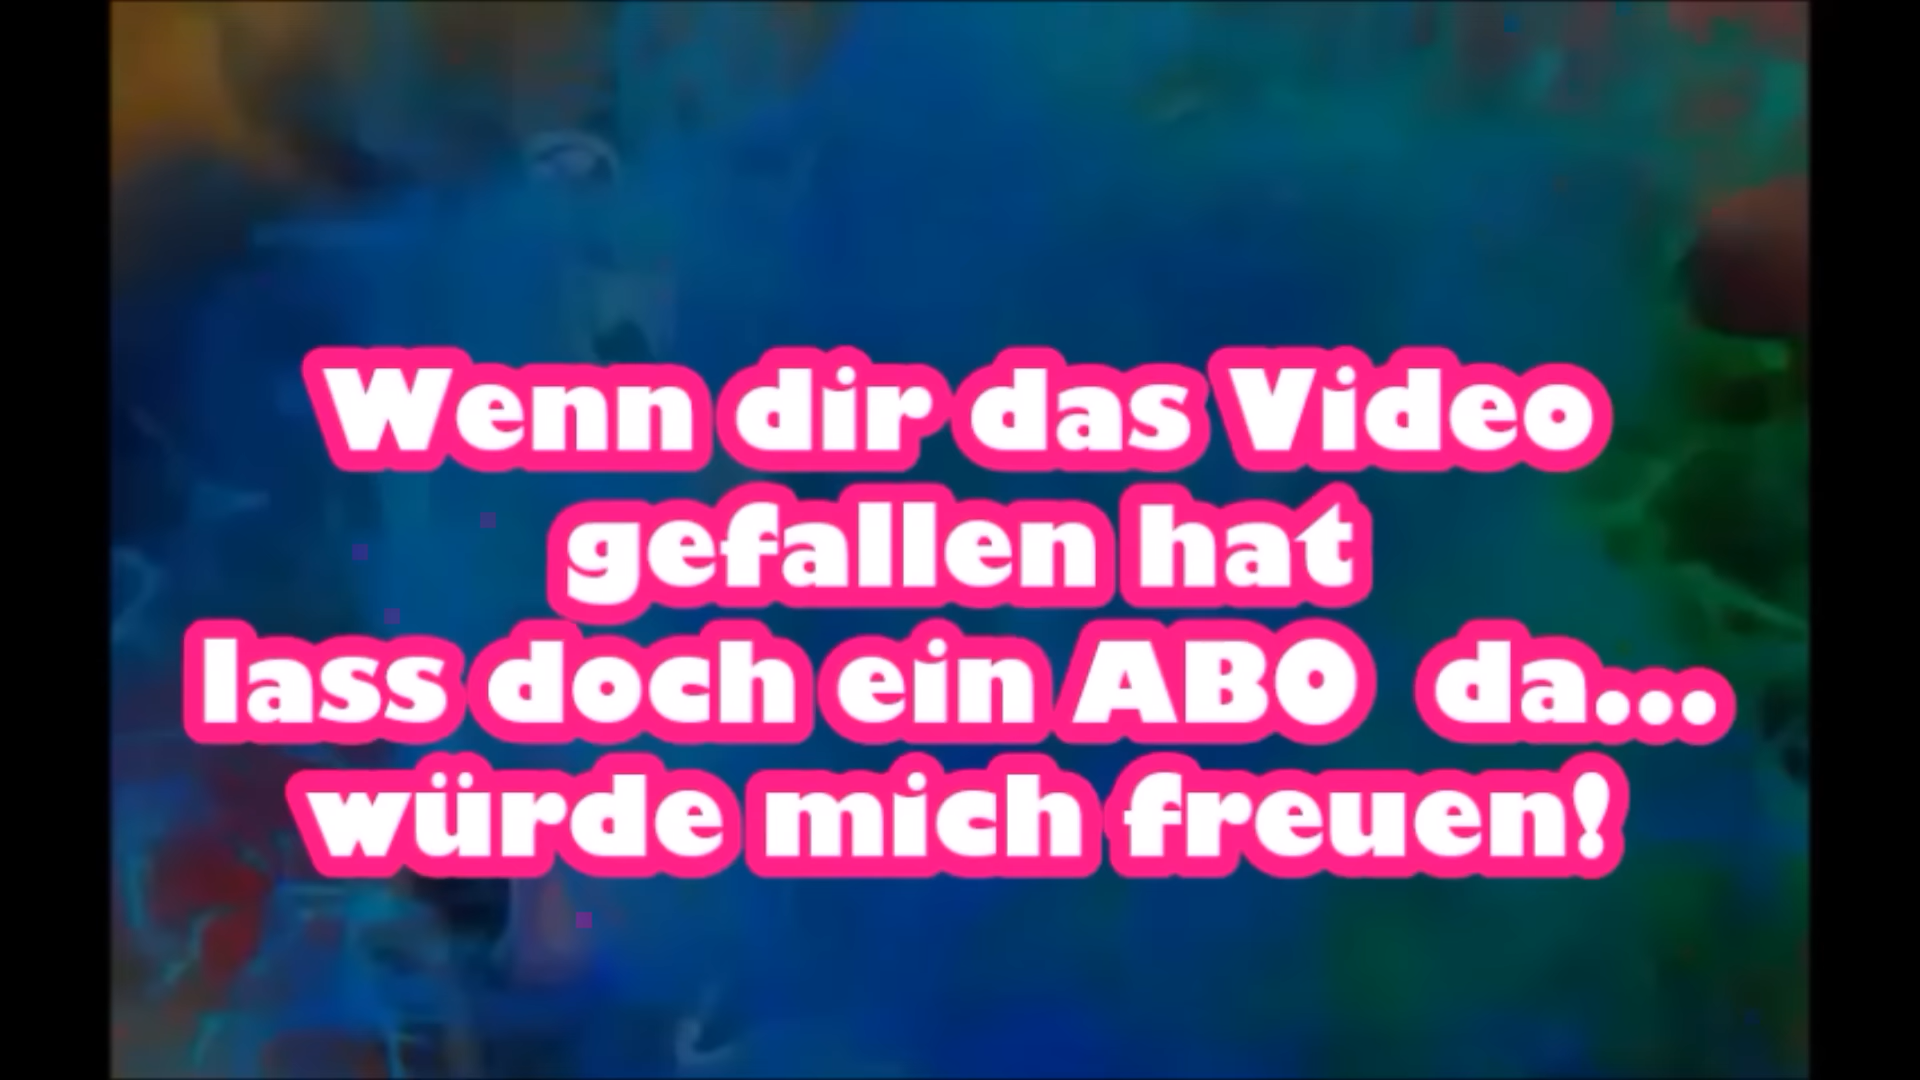 Wenn dir das Video
gefallen hat
lass doch ein ABO  da...
würde mich freuen!